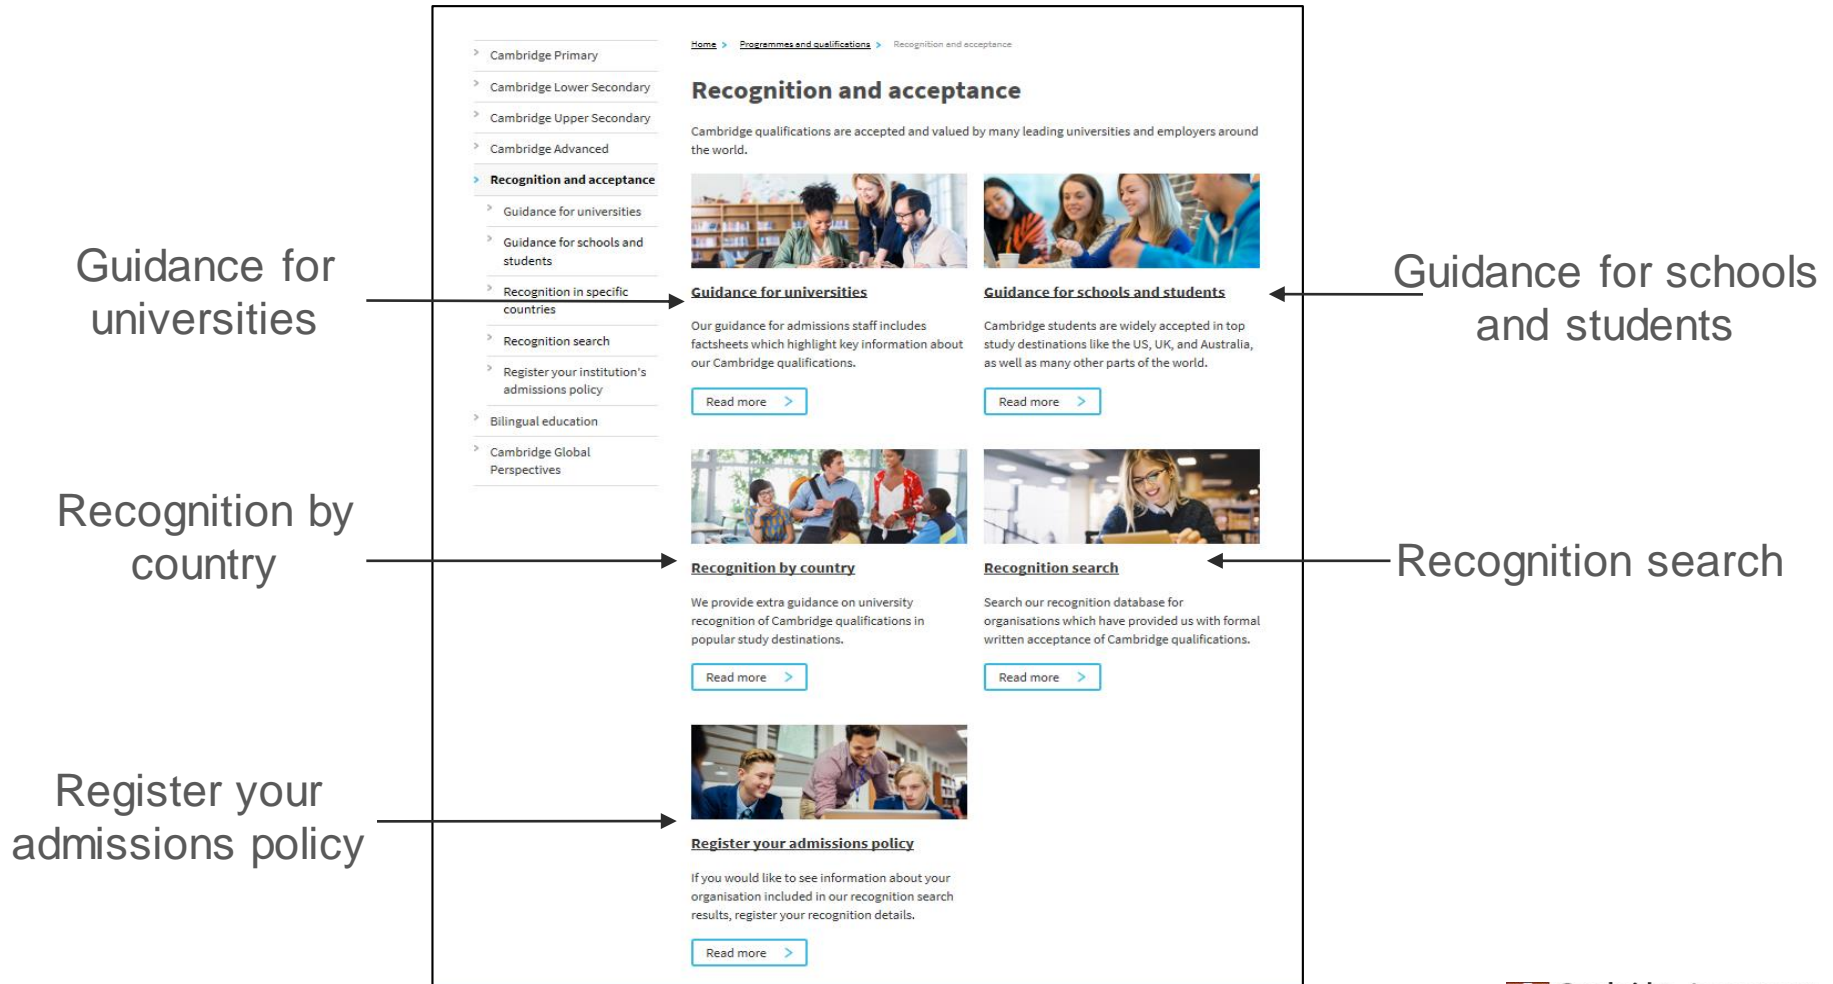 Home > Programmes and qualifications > Recognition and acceptance
Cambridge Primary
Cambridge Lower Secondary
Cambridge Upper Secondary
Cambridge Advanced
Recognition and acceptance
Guidance for universities
Guidance for schools and
students
Recognition in specific
countries
Recognition search
Register your institution's
admissions policy
Bilingual education
Cambridge Global
Perspectives
Recognition and acceptance
Cambridge qualifications are accepted and valued by many leading universities and employers around
the world.
Guidance for universities
Our guidance for admissions staff includes
factsheets which highlight key information about
our Cambridge qualifications.
Read more >
Guidance for schools and students
Cambridge students are widely accepted in top
study destinations like the US, UK, and Australia,
as well as many other parts of the world.
Read more >
Recognition by country
We provide extra guidance on university
recognition of Cambridge qualifications in
popular study destinations.
Read more >
Recognition search
Search our recognition database for
organisations which have provided us with formal
written acceptance of Cambridge qualifications.
Read more >
Register your admissions policy
If you would like to see information about your
organisation included in our recognition search
results, register your recognition details.
Read more >
Guidance for
universities
Recognition by
country
Register your
admissions policy
Guidance for schools
and students
Recognition search